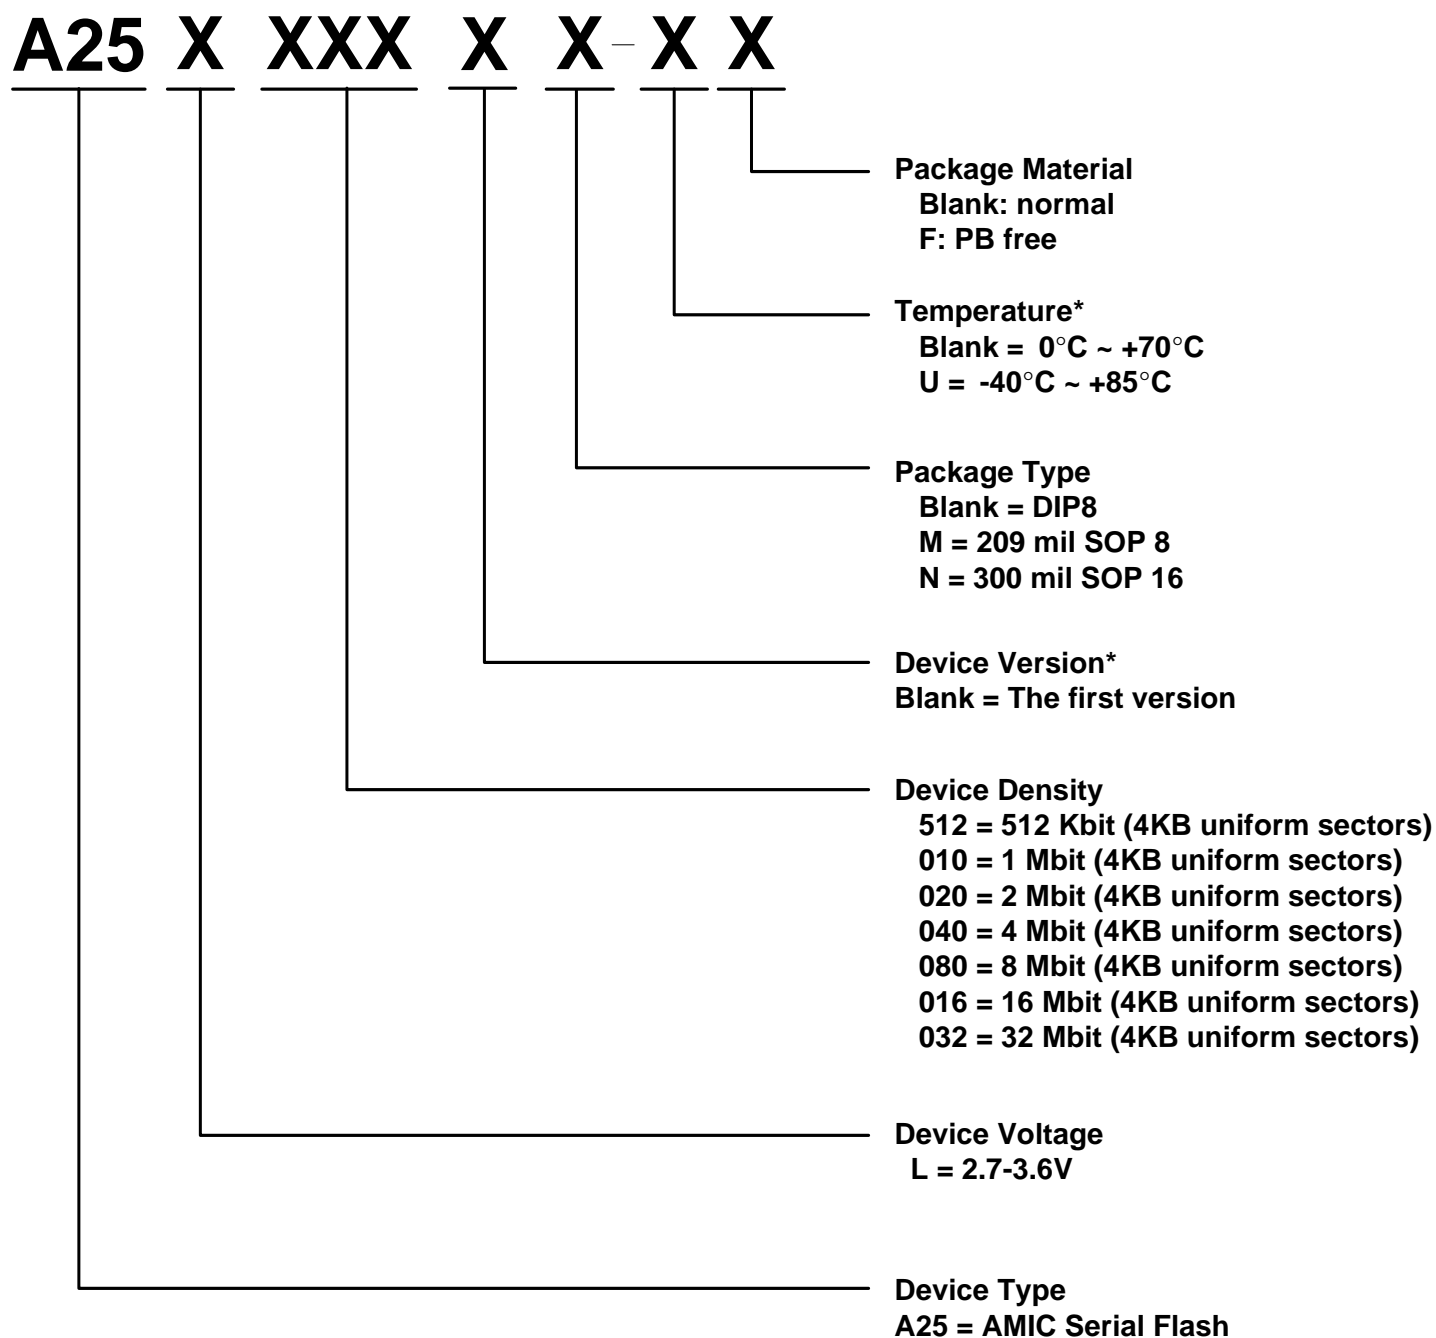 A25 X XXX X X – X X
Package Material
Blank: normal
F: PB free
Temperature*
Blank = 0°C ~ +70°C
U = -40°C ~ +85°C
Package Type
Blank = DIP8
M = 209 mil SOP 8
N = 300 mil SOP 16
Device Version*
Blank = The first version
Device Density
512 = 512 Kbit (4KB uniform sectors)
010 = 1 Mbit (4KB uniform sectors)
020 = 2 Mbit (4KB uniform sectors)
040 = 4 Mbit (4KB uniform sectors)
080 = 8 Mbit (4KB uniform sectors)
016 = 16 Mbit (4KB uniform sectors)
032 = 32 Mbit (4KB uniform sectors)
Device Voltage
L = 2.7-3.6V
Device Type
A25 = AMIC Serial Flash